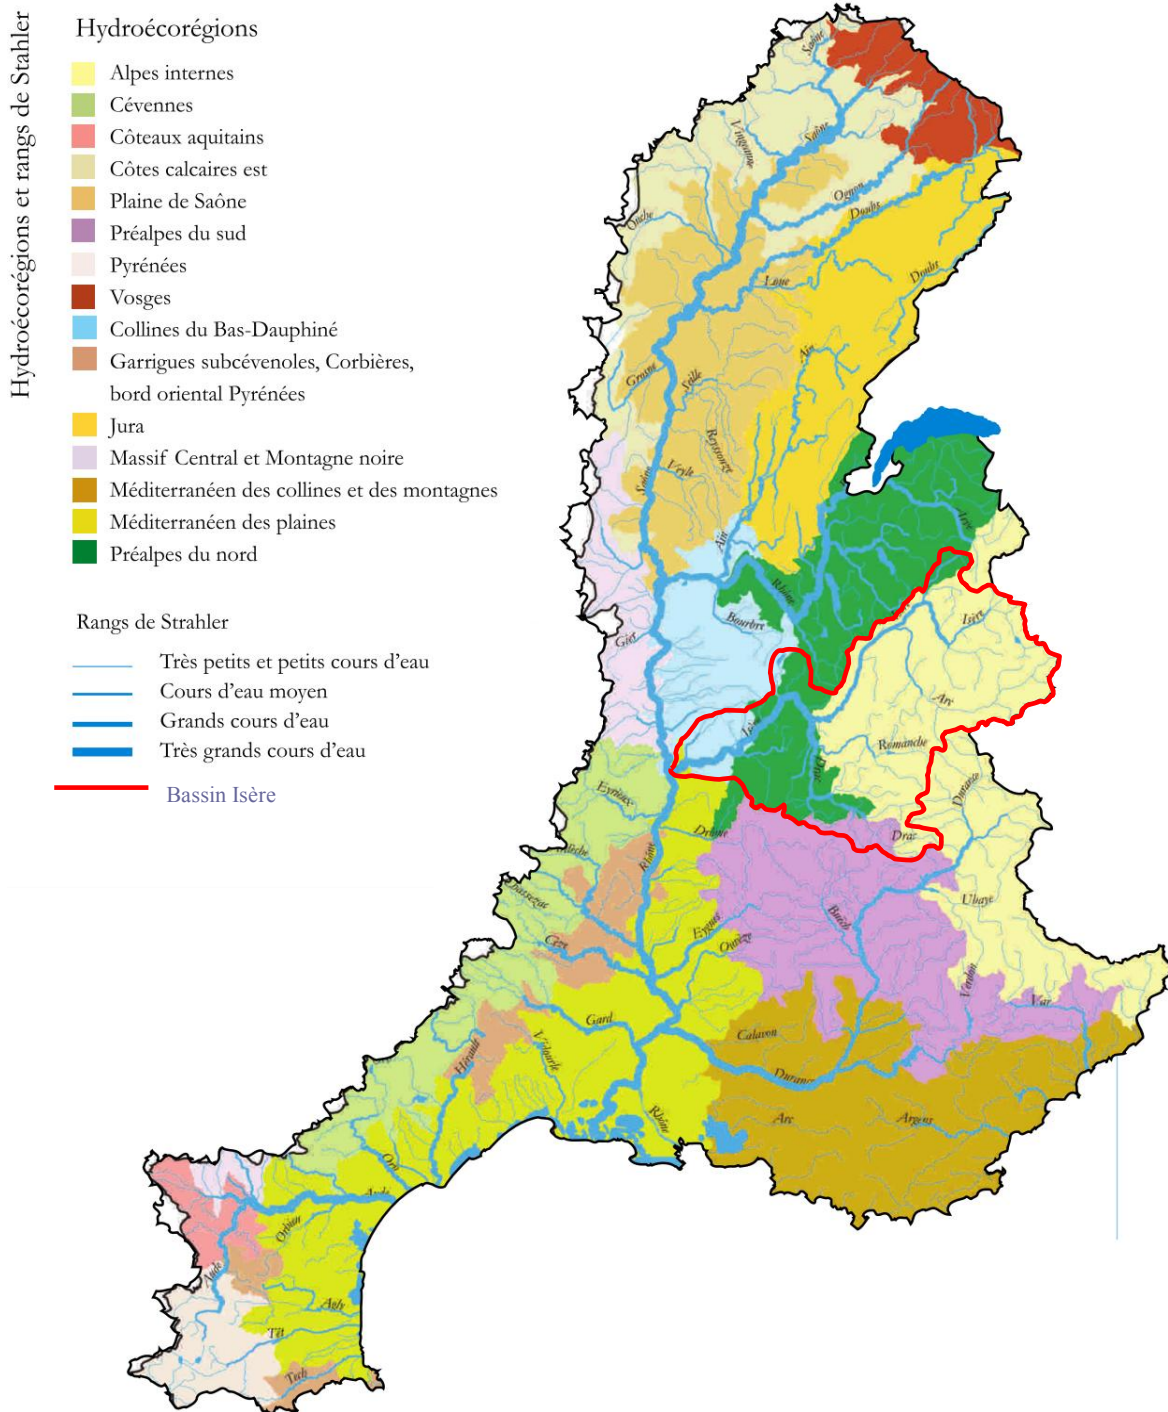 Hydroécorégions et rangs de Stahler
Hydroécorégions
Alpes internes
Cévennes
Côteaux aquitains
Côtes calcaires est
Plaine de Saône
Préalpes du sud
Pyrénées
Vosges
Collines du Bas-Dauphiné
Garrigues subcévenoles, Corbières,
bord oriental Pyrénées
Jura
Massif Central et Montagne noire
Méditerranéen des collines et des montagnes
Méditerranéen des plaines
Préalpes du nord
Rangs de Strahler
Très petits et petits cours d'eau
Cours d'eau moyen
Grands cours d'eau
Très grands cours d'eau
Bassin Isère
Saône
Vingeanne
Saône
Ognon
Doubs
Ouche
Doubs
Loue
Ain
Grosne
Seille
Reyssouze
Veyle
Saône
Arve
Ain
Rhône
Bourbre
Isère
Gier
Arc
Isère
Romanche
Drac
Durance
Eyrieux
Drôme
Drac
Rhône
Chassezac
Ubaye
Buëch
Eygues
Ouvèze
Cèze
Verdon
Var
Gard
Calavon
Vidourle
Hérault
Durance
Rhône
Arc
Argens
Orb
Aude
Orbieu
Aude
Agly
Têt
Tech